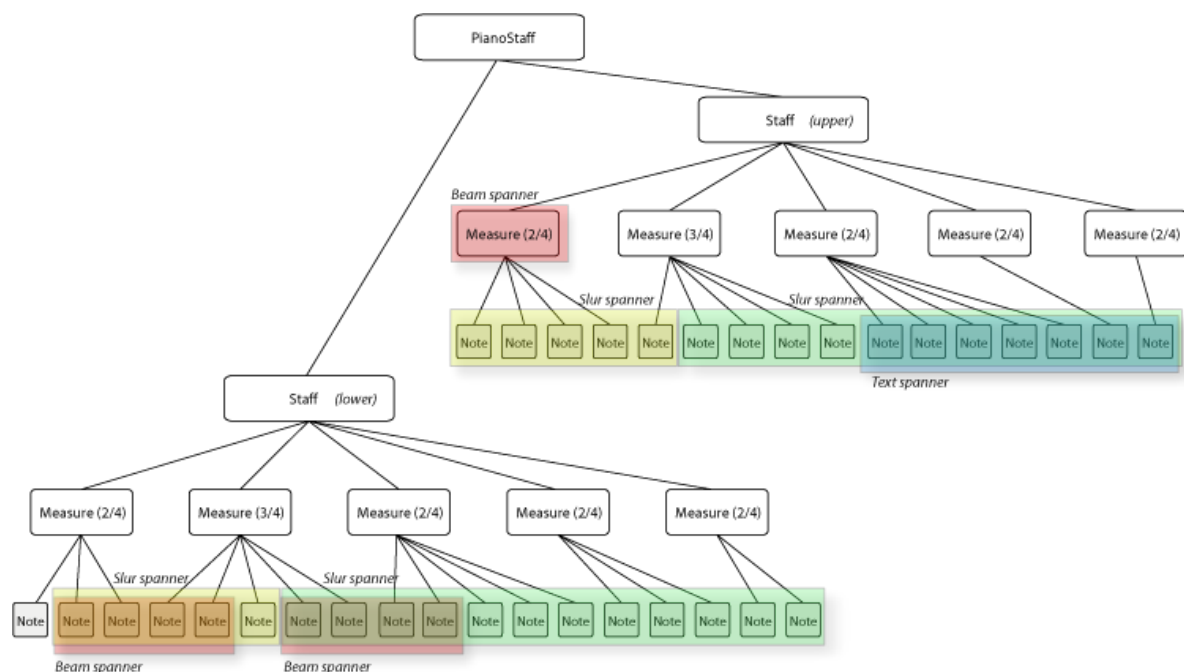 PianoStaff
Staff (upper)
Beam spanner
Measure (2/4) Measure (3/4) Measure (2/4) Measure (2/4) Measure (2/4)
Slur spanner Slur spanner
Note Note Note Note Note Note Note Note Note Note Note Note Note Note Note Note
Text spanner
Staff (lower)
Measure (2/4) Measure (3/4) Measure (2/4) Measure (2/4) Measure (2/4)
Slur spanner Slur spanner
Note Note Note Note Note Note Note Note Note Note Note Note Note Note Note Note Note Note
Beam spanner Beam spanner